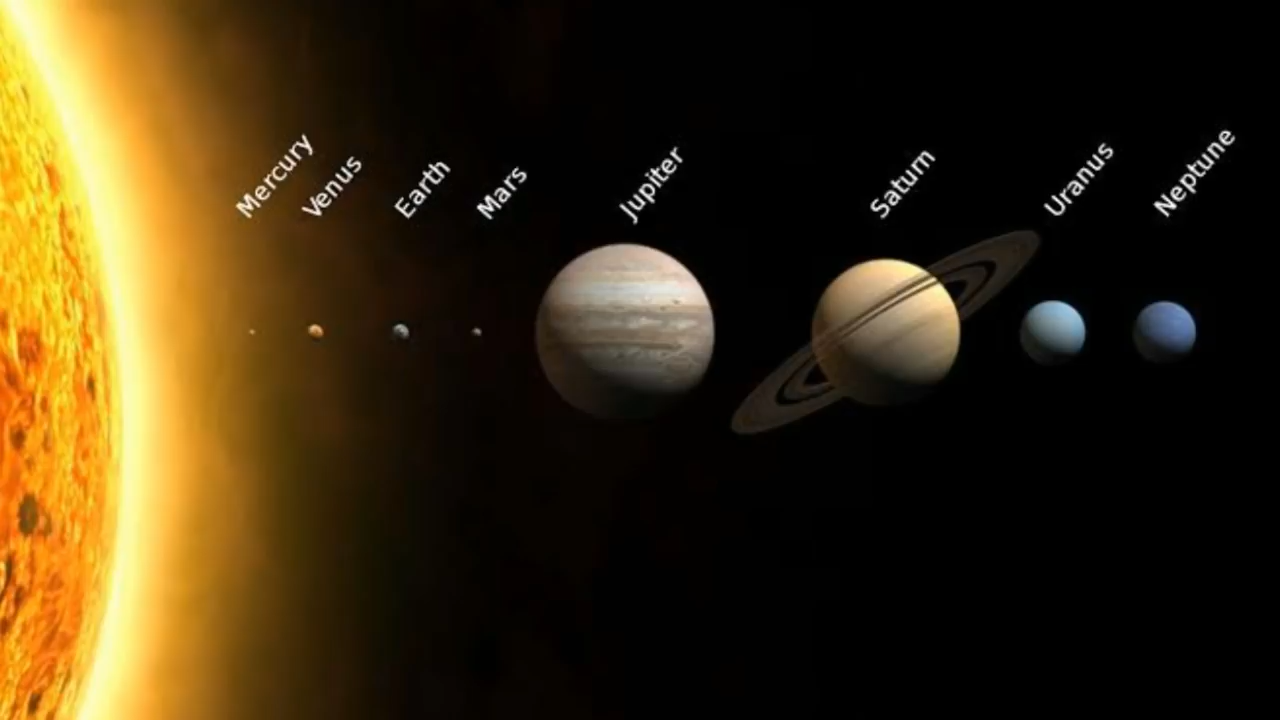 Mercury
Venus
Earth
Mars
Jupiter
Saturn
Uranus
Neptune